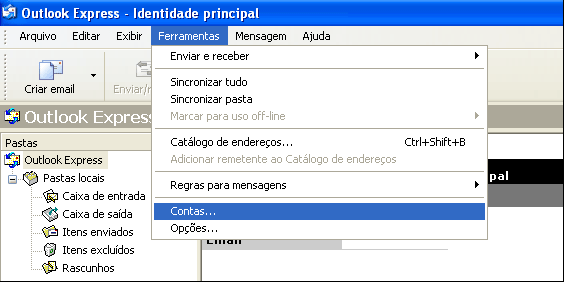 Outlook Express - Identidade principal
Arquivo Editar Exibir Ferramentas Mensagem Ajuda
Criar email
Outlook Express
Pastas
Outlook Express
Pastas locais
Caixa de entrada
Caixa de saída
Itens enviados
Itens excluídos
Rascunhos
Enviar e receber
Sincronizar tudo
Sincronizar pasta
Marcar para uso off-line
Catálogo de endereços... Ctrl+Shift+B
Adicionar remetente ao Catálogo de endereços
Regras para mensagens
Contas...
Opções...
Email